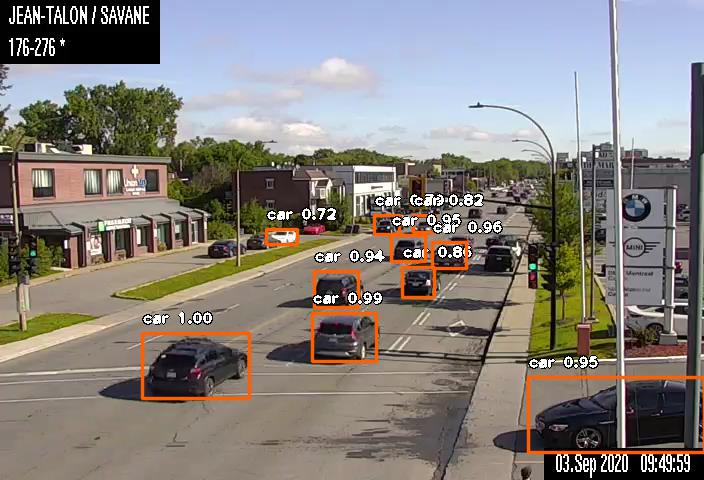 JEAN-TALON / SAVANE
176-276 *
car 0.82
car 0.95
car 0.96
car 0.72
car 0.94
car 0.86
car 0.99
car 1.00
car 0.95
BMW
MINI
03.Sep 2020 09:49:59